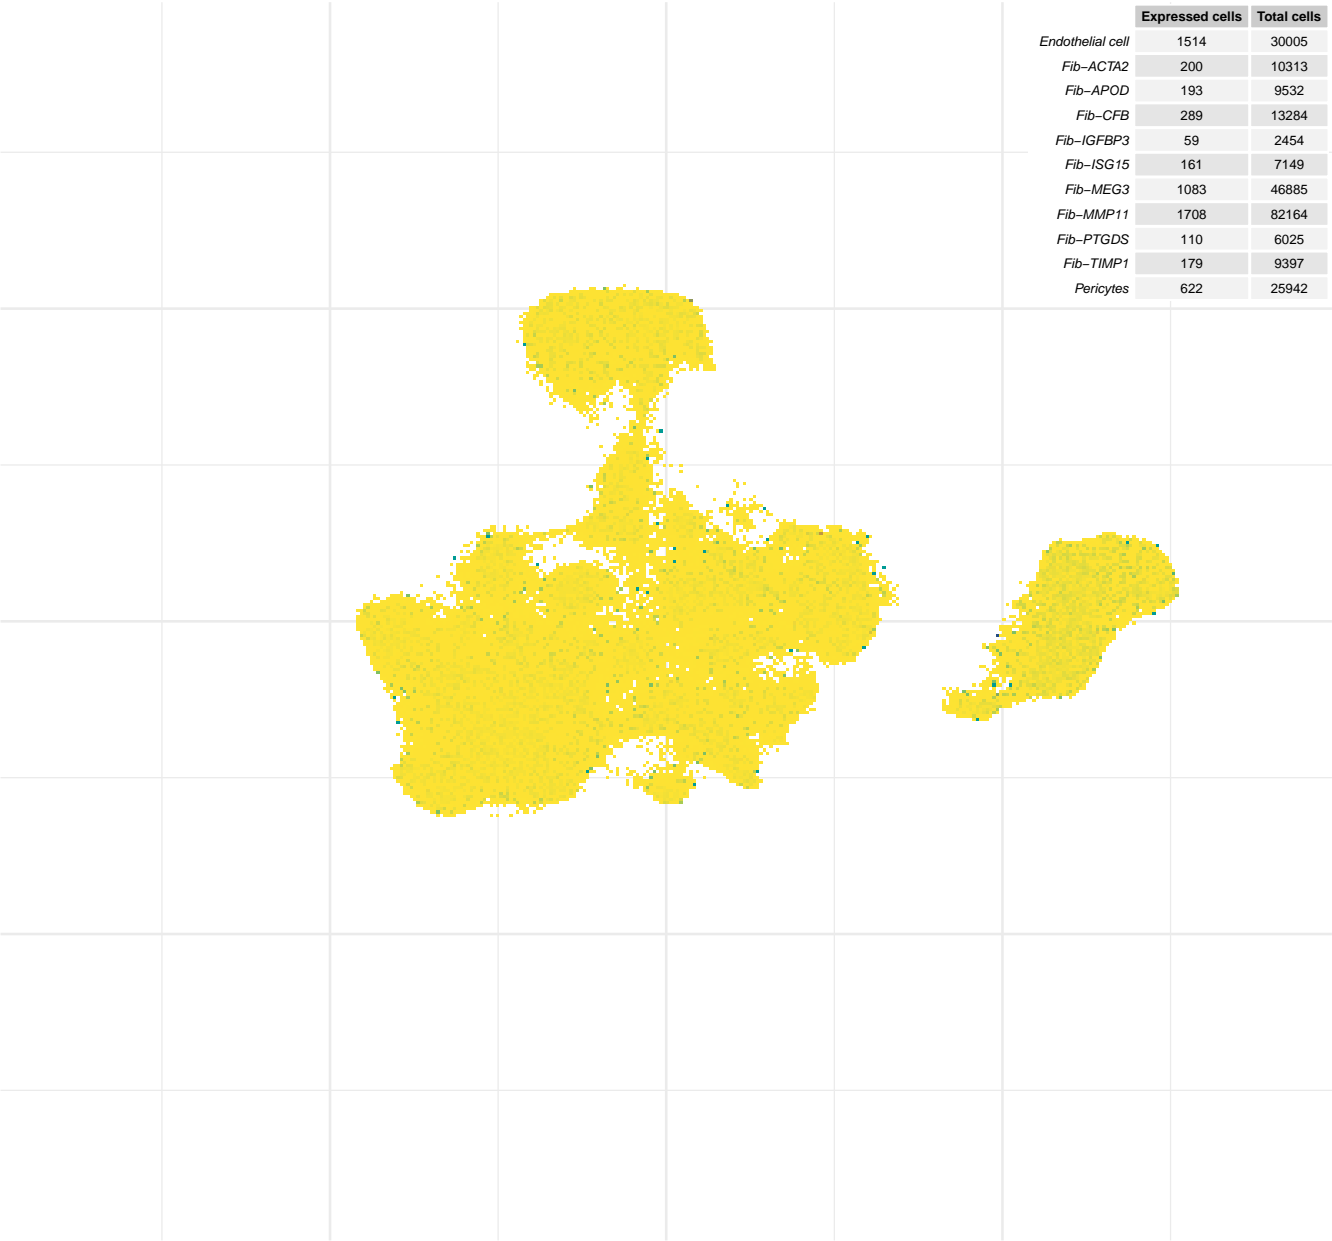 Expressed cells Total cells
Endothelial cell 1514 30005
Fib−ACTA2 200 10313
Fib−APOD 193 9532
Fib−CFB 289 13284
Fib−IGFBP3 59 2454
Fib−ISG15 161 7149
Fib−MEG3 1083 46885
Fib−MMP11 1708 82164
Fib−PTGDS 110 6025
Fib−TIMP1 179 9397
Pericytes 622 25942